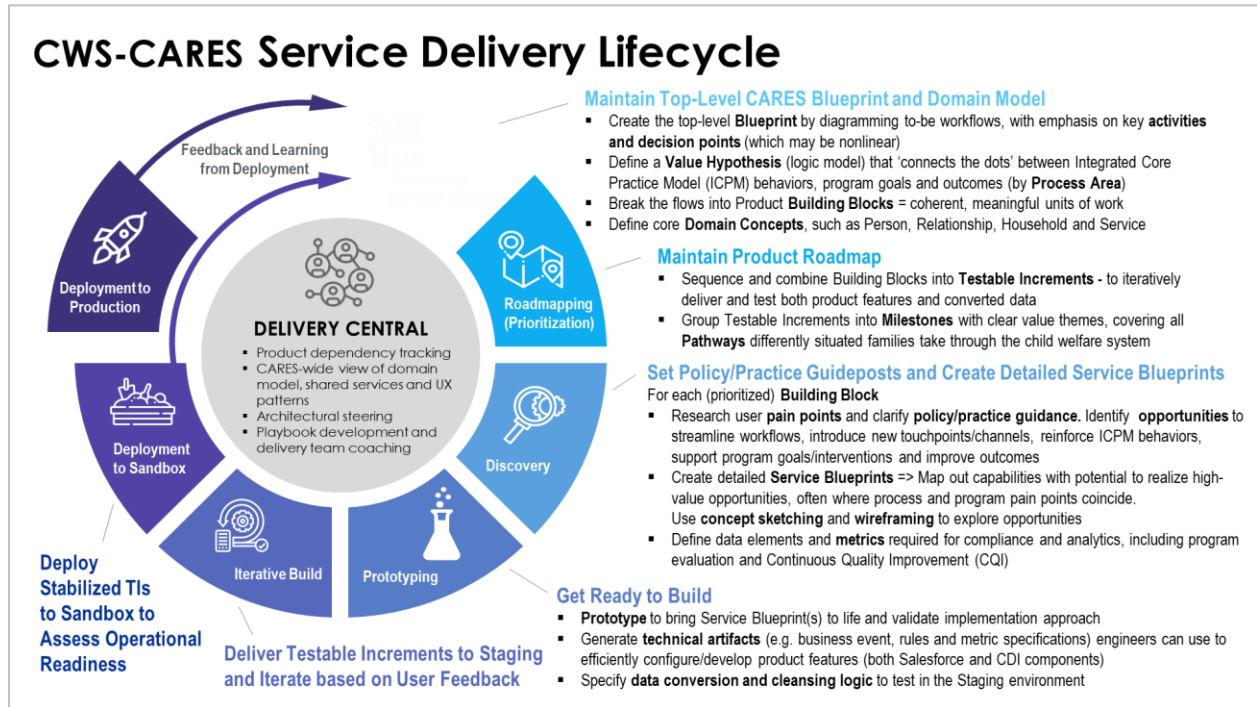 CWS-CARES Service Delivery Lifecycle
Feedback and Learning
from Deployment
Deployment to
Production
Deployment
to Sandbox
Iterative Build
Prototyping
Discovery
Roadmapping
(Prioritization)
DELIVERY CENTRAL
▪ Product dependency tracking
▪ CARES-wide view of domain
model, shared services and UX
patterns
▪ Architectural steering
▪ Playbook development and
delivery team coaching
Maintain Top-Level CARES Blueprint and Domain Model
▪ Create the top-level Blueprint by diagramming to-be workflows, with emphasis on key activities
and decision points (which may be nonlinear)
▪ Define a Value Hypothesis (logic model) that ‘connects the dots’ between Integrated Core
Practice Model (ICPM) behaviors, program goals and outcomes (by Process Area)
▪ Break the flows into Product Building Blocks = coherent, meaningful units of work
▪ Define core Domain Concepts, such as Person, Relationship, Household and Service
Maintain Product Roadmap
▪ Sequence and combine Building Blocks into Testable Increments - to iteratively
deliver and test both product features and converted data
▪ Group Testable Increments into Milestones with clear value themes, covering all
Pathways differently situated families take through the child welfare system
Set Policy/Practice Guideposts and Create Detailed Service Blueprints
For each (prioritized) Building Block
▪ Research user pain points and clarify policy/practice guidance. Identify opportunities to
streamline workflows, introduce new touchpoints/channels, reinforce ICPM behaviors,
support program goals/interventions and improve outcomes
▪ Create detailed Service Blueprints => Map out capabilities with potential to realize high-
value opportunities, often where process and program pain points coincide.
Use concept sketching and wireframing to explore opportunities
▪ Define data elements and metrics required for compliance and analytics, including program
evaluation and Continuous Quality Improvement (CQI)
Get Ready to Build
▪ Prototype to bring Service Blueprint(s) to life and validate implementation approach
▪ Generate technical artifacts (e.g. business event, rules and metric specifications) engineers can use to
efficiently configure/develop product features (both Salesforce and CDI components)
▪ Specify data conversion and cleansing logic to test in the Staging environment
Deliver Testable Increments to Staging
and Iterate based on User Feedback
Deploy
Stabilized TIs
to Sandbox to
Assess Operational
Readiness